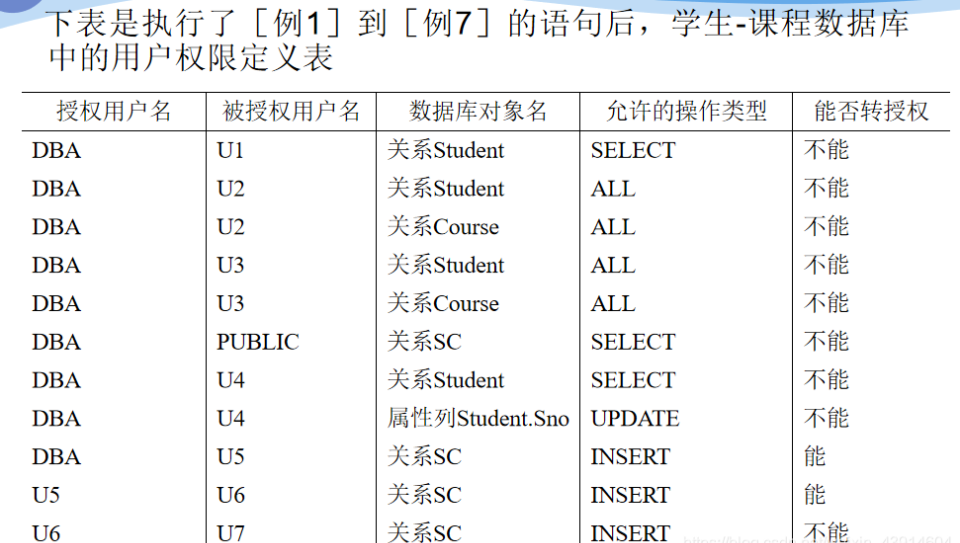 下表是执行了［例1］到［例7］的语句后，学生-课程数据库
中的用户权限定义表
授权用户名 被授权用户名 数据库对象名 允许的操作类型 能否转授权
DBA U1 关系Student SELECT 不能
DBA U2 关系Student ALL 不能
DBA U2 关系Course ALL 不能
DBA U3 关系Student ALL 不能
DBA U3 关系Course ALL 不能
DBA PUBLIC 关系SC SELECT 不能
DBA U4 关系Student SELECT 不能
DBA U4 属性列Student.Sno UPDATE 不能
DBA U5 关系SC INSERT 能
U5 U6 关系SC INSERT 能
U6 U7 关系SC INSERT 不能